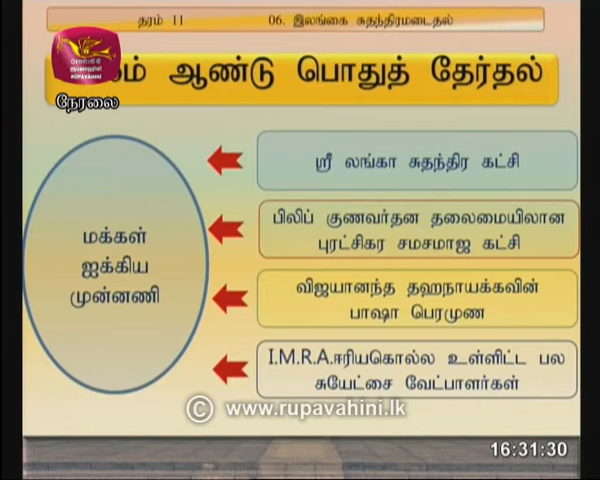 தரம் 11 06. இலங்கை சுதந்திரமடைதல்
RUPAVAHINI
ஆண்டு பொதுத் தேர்தல்
நேரலை
மக்கள்
ஐக்கிய
முன்னணி
ஸ்ரீ லங்கா சுதந்திர கட்சி
பிலிப் குணவர்தன தலைமையிலான
புரட்சிகர சமசமாஜ கட்சி
விஜயானந்த தஹநாயக்கவின்
பாஷா பெரமுண
I.M.R.A.ஈரியகொல்ல உள்ளிட்ட பல
சுயேட்சை வேட்பாளர்கள்
© www.rupavahini.lk
16:31:30